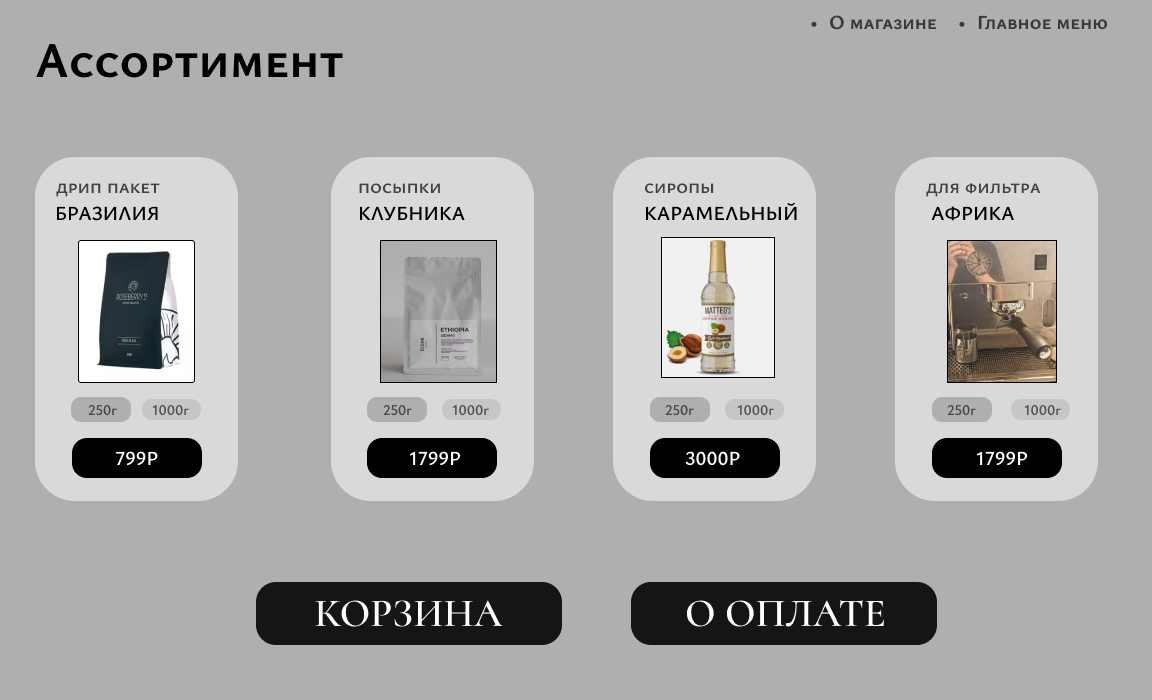 • О магазине • Главное меню
Ассортимент
ДРИП ПАКЕТ
БРАЗИЛИЯ
250г 1000г
799Р
ПОСЫПКИ
КЛУБНИКА
ETHIOPIA
250г 1000г
1799Р
СИРОПЫ
КАРАМЕЛЬНЫЙ
MATTEO'S
250г 1000г
3000Р
ДЛЯ ФИЛЬТРА
АФРИКА
250г 1000г
1799Р
КОРЗИНА
О ОПЛАТЕ